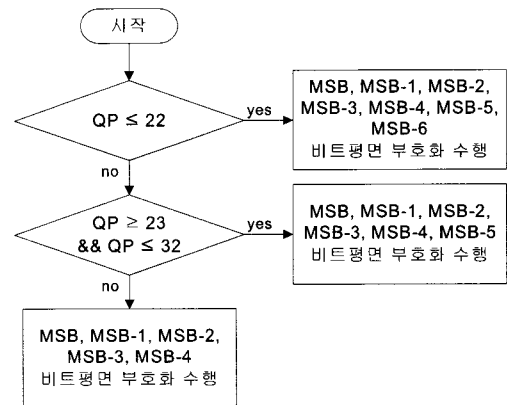 시작
QP ≤ 22
yes
MSB, MSB-1, MSB-2,
MSB-3, MSB-4, MSB-5,
MSB-6
비트평면 부호화 수행
no
QP ≥ 23
&& QP ≤ 32
yes
MSB, MSB-1, MSB-2,
MSB-3, MSB-4, MSB-5
비트평면 부호화 수행
no
MSB, MSB-1, MSB-2,
MSB-3, MSB-4
비트평면 부호화 수행